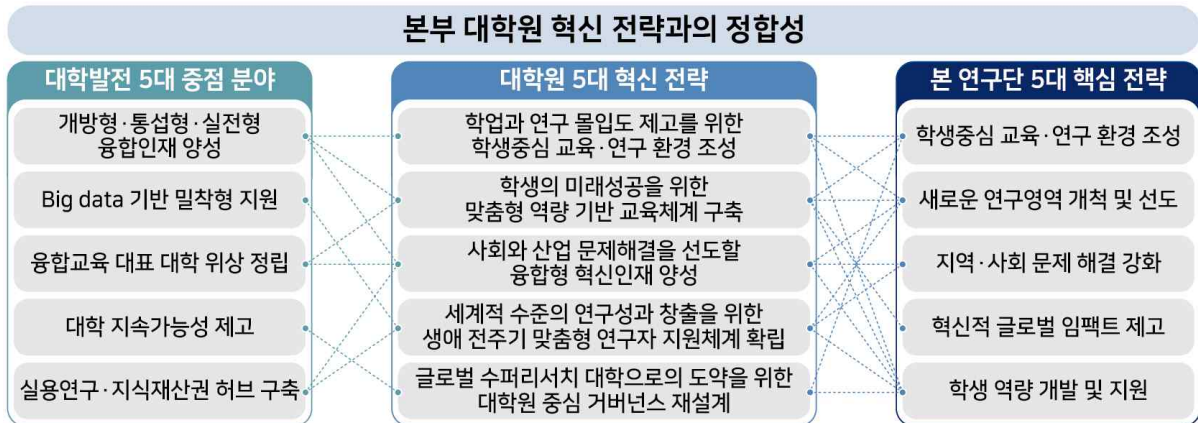 본부 대학원 혁신 전략과의 정합성
대학발전 5대 중점 분야
개방형·통섭형·실전형
융합인재 양성
Big data 기반 밀착형 지원
융합교육 대표 대학 위상 정립
대학 지속가능성 제고
실용연구·지식재산권 허브 구축
대학원 5대 혁신 전략
학업과 연구 몰입도 제고를 위한
학생중심 교육·연구 환경 조성
학생의 미래성공을 위한
맞춤형 역량 기반 교육체계 구축
사회와 산업 문제해결을 선도할
융합형 혁신인재 양성
세계적 수준의 연구성과 창출을 위한
생애 전주기 맞춤형 연구자 지원체계 확립
글로벌 수퍼리서치 대학으로의 도약을 위한
대학원 중심 거버넌스 재설계
본 연구단 5대 핵심 전략
학생중심 교육·연구 환경 조성
새로운 연구영역 개척 및 선도
지역·사회 문제 해결 강화
혁신적 글로벌 임팩트 제고
학생 역량 개발 및 지원